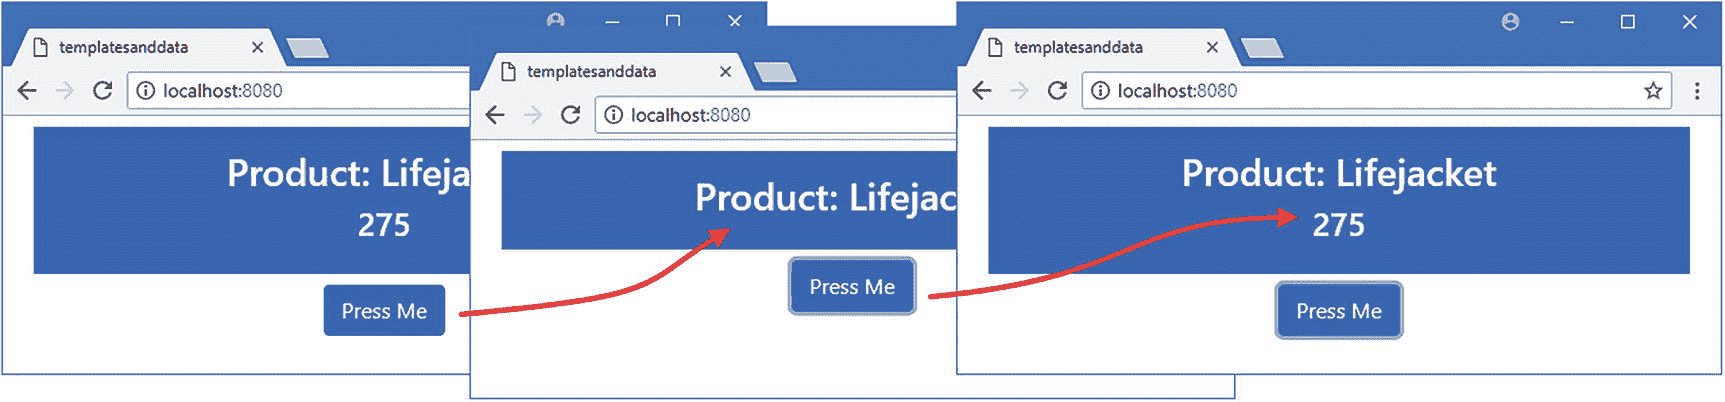 templatesanddata
localhost:8080
Product: Lifeja
275
Press Me
templatesanddata
localhost:8080
Product: Lifejac
Press Me
templatesanddata
localhost:8080
Product: Lifejacket
275
Press Me